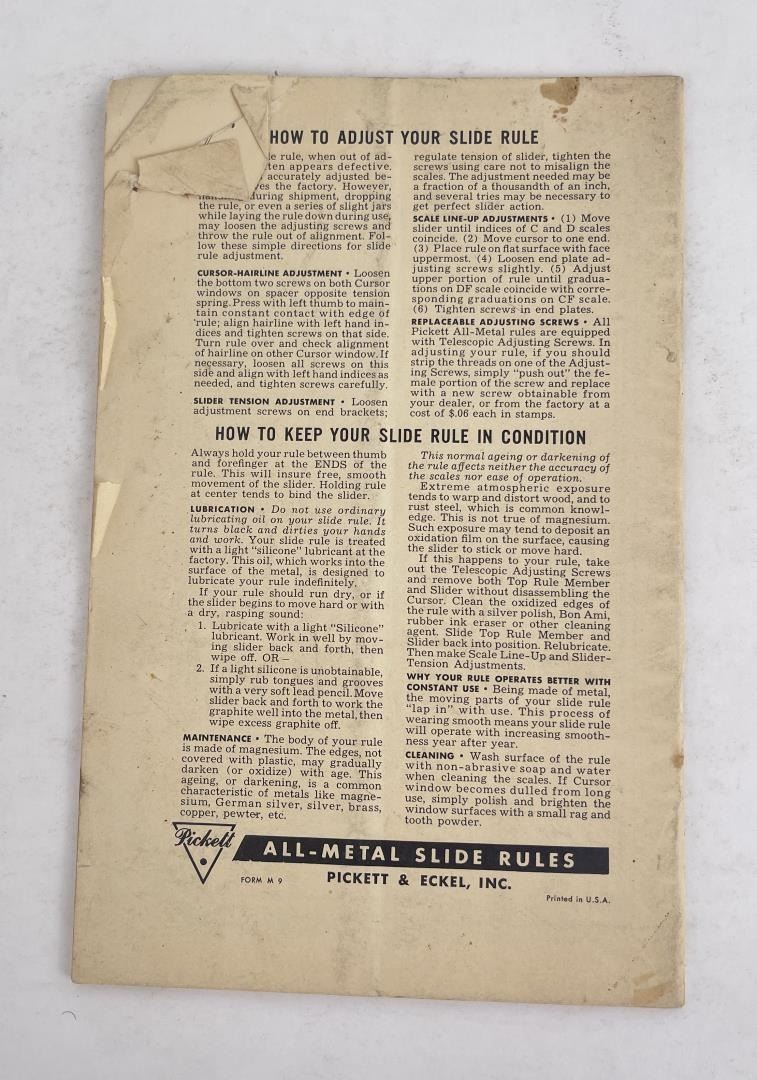 HOW TO ADJUST YOUR SLIDE RULE
le rule, when out of ad-
ten appears defective.
accurately adjusted be-
ves the factory. However,
during shipment, dropping
the rule, or even a series of slight jars
while laying the rule down during use,
may loosen the adjusting screws and
throw the rule out of alignment. Fol-
low these simple directions for slide
rule adjustment.
CURSOR-HAIRLINE ADJUSTMENT • Loosen
the bottom two screws on both Cursor
windows on spacer opposite tension
spring. Press with left thumb to main-
tain constant contact with edge of
rule; align hairline with left hand in-
dices and tighten screws on that side.
Turn rule over and check alignment
of hairline on other Cursor window. If
necessary, loosen all screws on this
side and align with left hand indices as
needed, and tighten screws carefully.
SLIDER TENSION ADJUSTMENT • Loosen
adjustment screws on end brackets;
regulate tension of slider, tighten the
screws using care not to misalign the
scales. The adjustment needed may be
a fraction of a thousandth of an inch,
and several tries may be necessary to
get perfect slider action.
SCALE LINE-UP ADJUSTMENTS • (1) Move
slider until indices of C and D scales
coincide. (2) Move cursor to one end.
(3) Place rule on flat surface with face
uppermost. (4) Loosen end plate ad-
justing screws slightly. (5) Adjust
upper portion of rule until gradua-
tions on DF scale coincide with corre-
sponding graduations on CF scale.
(6) Tighten screws in end plates.
REPLACEABLE ADJUSTING SCREWS • All
Pickett All-Metal rules are equipped
with Telescopic Adjusting Screws. In
adjusting your rule, if you should
strip the threads on one of the Adjust-
ing Screws, simply "push out" the fe-
male portion of the screw and replace
with a new screw obtainable from
your dealer, or from the factory at a
cost of $.06 each in stamps.
HOW TO KEEP YOUR SLIDE RULE IN CONDITION
Always hold your rule between thumb
and forefinger at the ENDS of the
rule. This will insure free, smooth
movement of the slider. Holding rule
at center tends to bind the slider.
LUBRICATION • Do not use ordinary
lubricating oil on your slide rule. It
turns black and dirties your hands
and work. Your slide rule is treated
with a light "silicone" lubricant at the
factory. This oil, which works into the
surface of the metal, is designed to
lubricate your rule indefinitely.
If your rule should run dry, or if
the slider begins to move hard or with
a dry, rasping sound:
1. Lubricate with a light "Silicone"
lubricant. Work in well by mov-
ing slider back and forth, then
wipe off. OR—
2. If a light silicone is unobtainable,
simply rub tongues and grooves
with a very soft lead pencil. Move
slider back and forth to work the
graphite well into the metal, then
wipe excess graphite off.
MAINTENANCE • The body of your rule
is made of magnesium. The edges, not
covered with plastic, may gradually
darken (or oxidize) with age. This
ageing, or darkening, is a common
characteristic of metals like magne-
sium, German silver, silver, brass,
copper, pewter, etc.
This normal ageing or darkening of
the rule affects neither the accuracy of
the scales nor ease of operation.
Extreme atmospheric exposure
tends to warp and distort wood, and to
rust steel, which is common knowl-
edge. This is not true of magnesium.
Such exposure may tend to deposit an
oxidation film on the surface, causing
the slider to stick or move hard.
If this happens to your rule, take
out the Telescopic Adjusting Screws
and remove both Top Rule Member
and Slider without disassembling the
Cursor. Clean the oxidized edges of
the rule with a silver polish, Bon Ami,
rubber ink eraser or other cleaning
agent. Slide Top Rule Member and
Slider back into position. Relubricate.
Then make Scale Line-Up and Slider-
Tension Adjustments.
WHY YOUR RULE OPERATES BETTER WITH
CONSTANT USE • Being made of metal,
the moving parts of your slide rule
"lap in" with use. This process of
wearing smooth means your slide rule
will operate with increasing smooth-
ness year after year.
CLEANING • Wash surface of the rule
with non-abrasive soap and water
when cleaning the scales. If Cursor
window becomes dulled from long
use, simply polish and brighten the
window surfaces with a small rag and
tooth powder.
Pickett
ALL-METAL SLIDE RULES
FORM M 9
PICKETT & ECKEL, INC.
Printed in U.S.A.